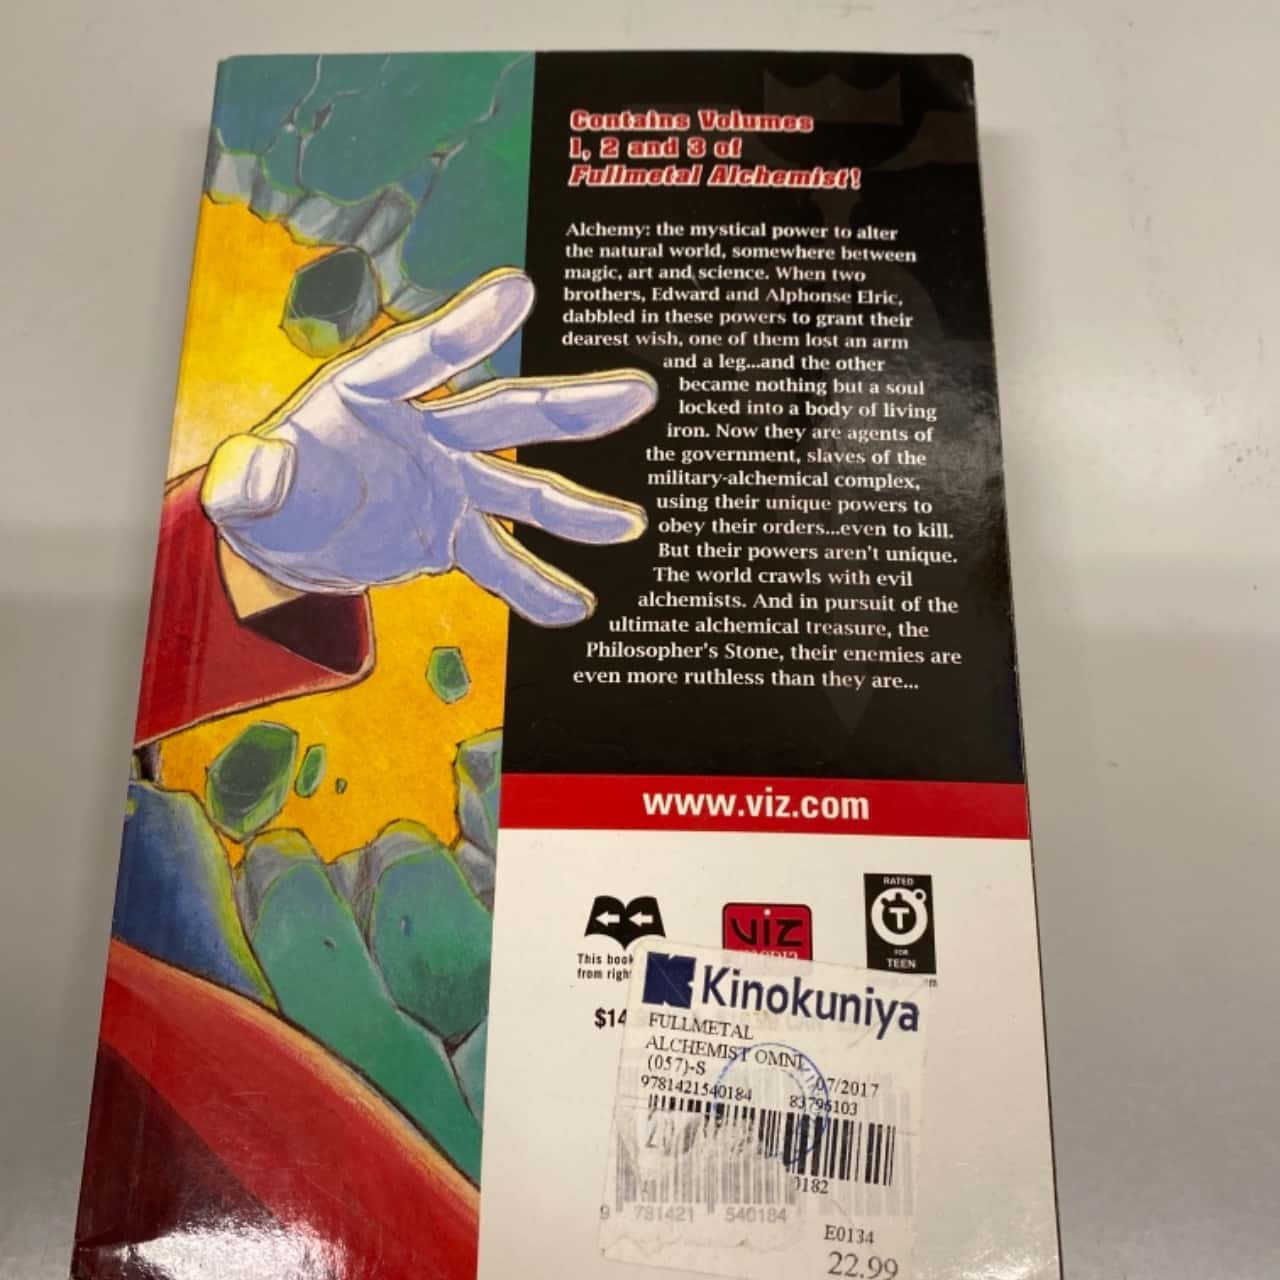 Contains Volumes
1, 2 and 3 of
Fullmetal Alchemist!
Alchemy: the mystical power to alter
the natural world, somewhere between
magic, art and science. When two
brothers, Edward and Alphonse Elric,
dabbled in these powers to grant their
dearest wish, one of them lost an arm
and a leg...and the other
became nothing but a soul
locked into a body of living
iron. Now they are agents of
the government, slaves of the
military-alchemical complex,
using their unique powers to
obey their orders...even to kill.
But their powers aren't unique.
The world crawls with evil
alchemists. And in pursuit of the
ultimate alchemical treasure, the
Philosopher's Stone, their enemies are
even more ruthless than they are...
www.viz.com
RATED
T
FOR
TEEN
viz
This book
from right
$14
Kinokuniya
FULLMETAL
ALCHEMIST OMNI
(057)-S 07/2017
9781421540184 83796103
9 781421 540184
E0134
22.99